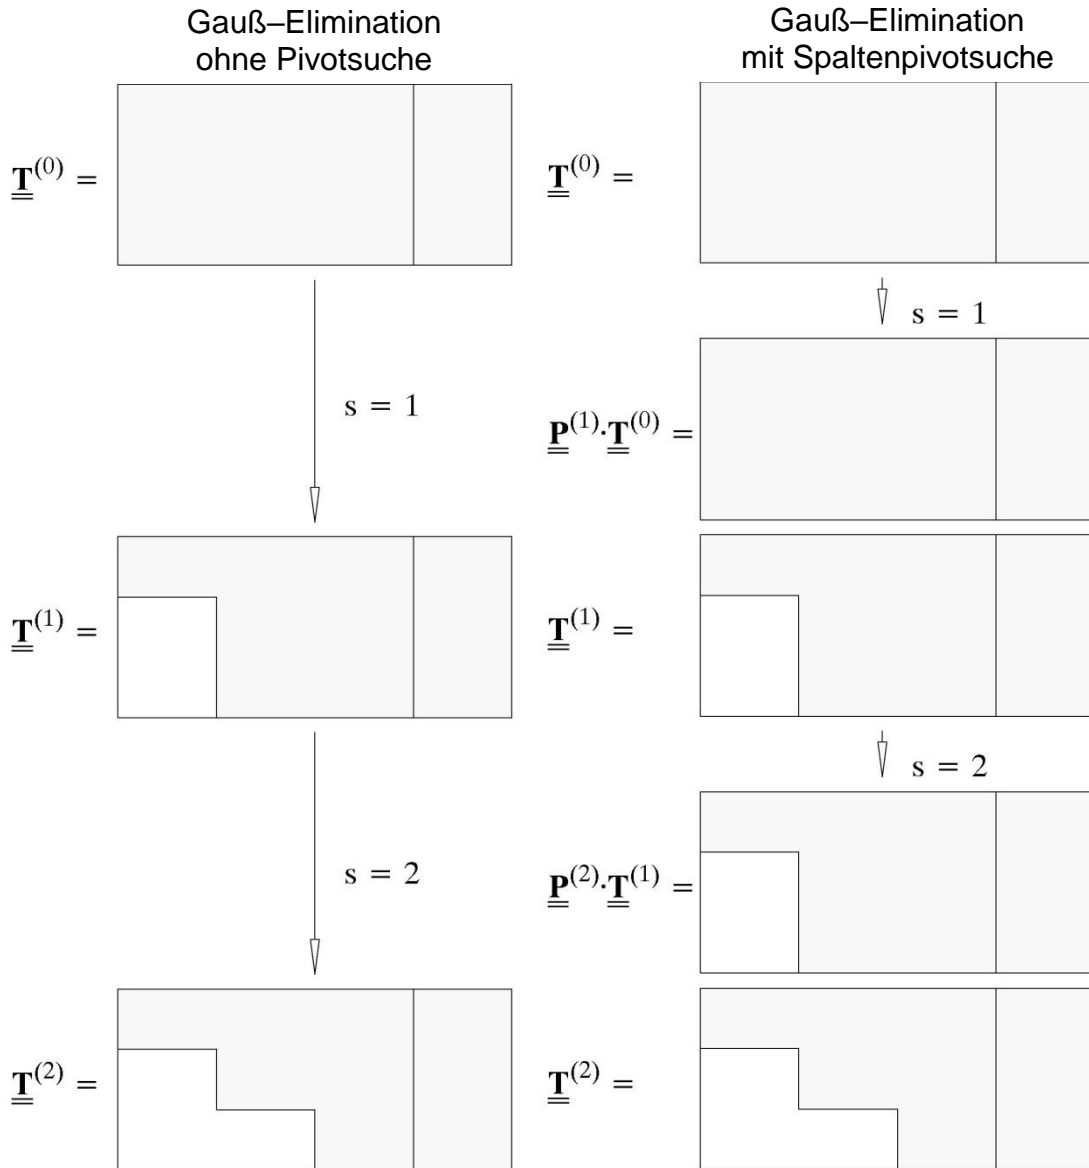 Gauß–Elimination
ohne Pivotsuche
Gauß–Elimination
mit Spaltenpivotsuche
T^(0) =
T^(0) =
s = 1
s = 1
P^(1)·T^(0) =
T^(1) =
T^(1) =
s = 2
s = 2
P^(2)·T^(1) =
T^(2) =
T^(2) =